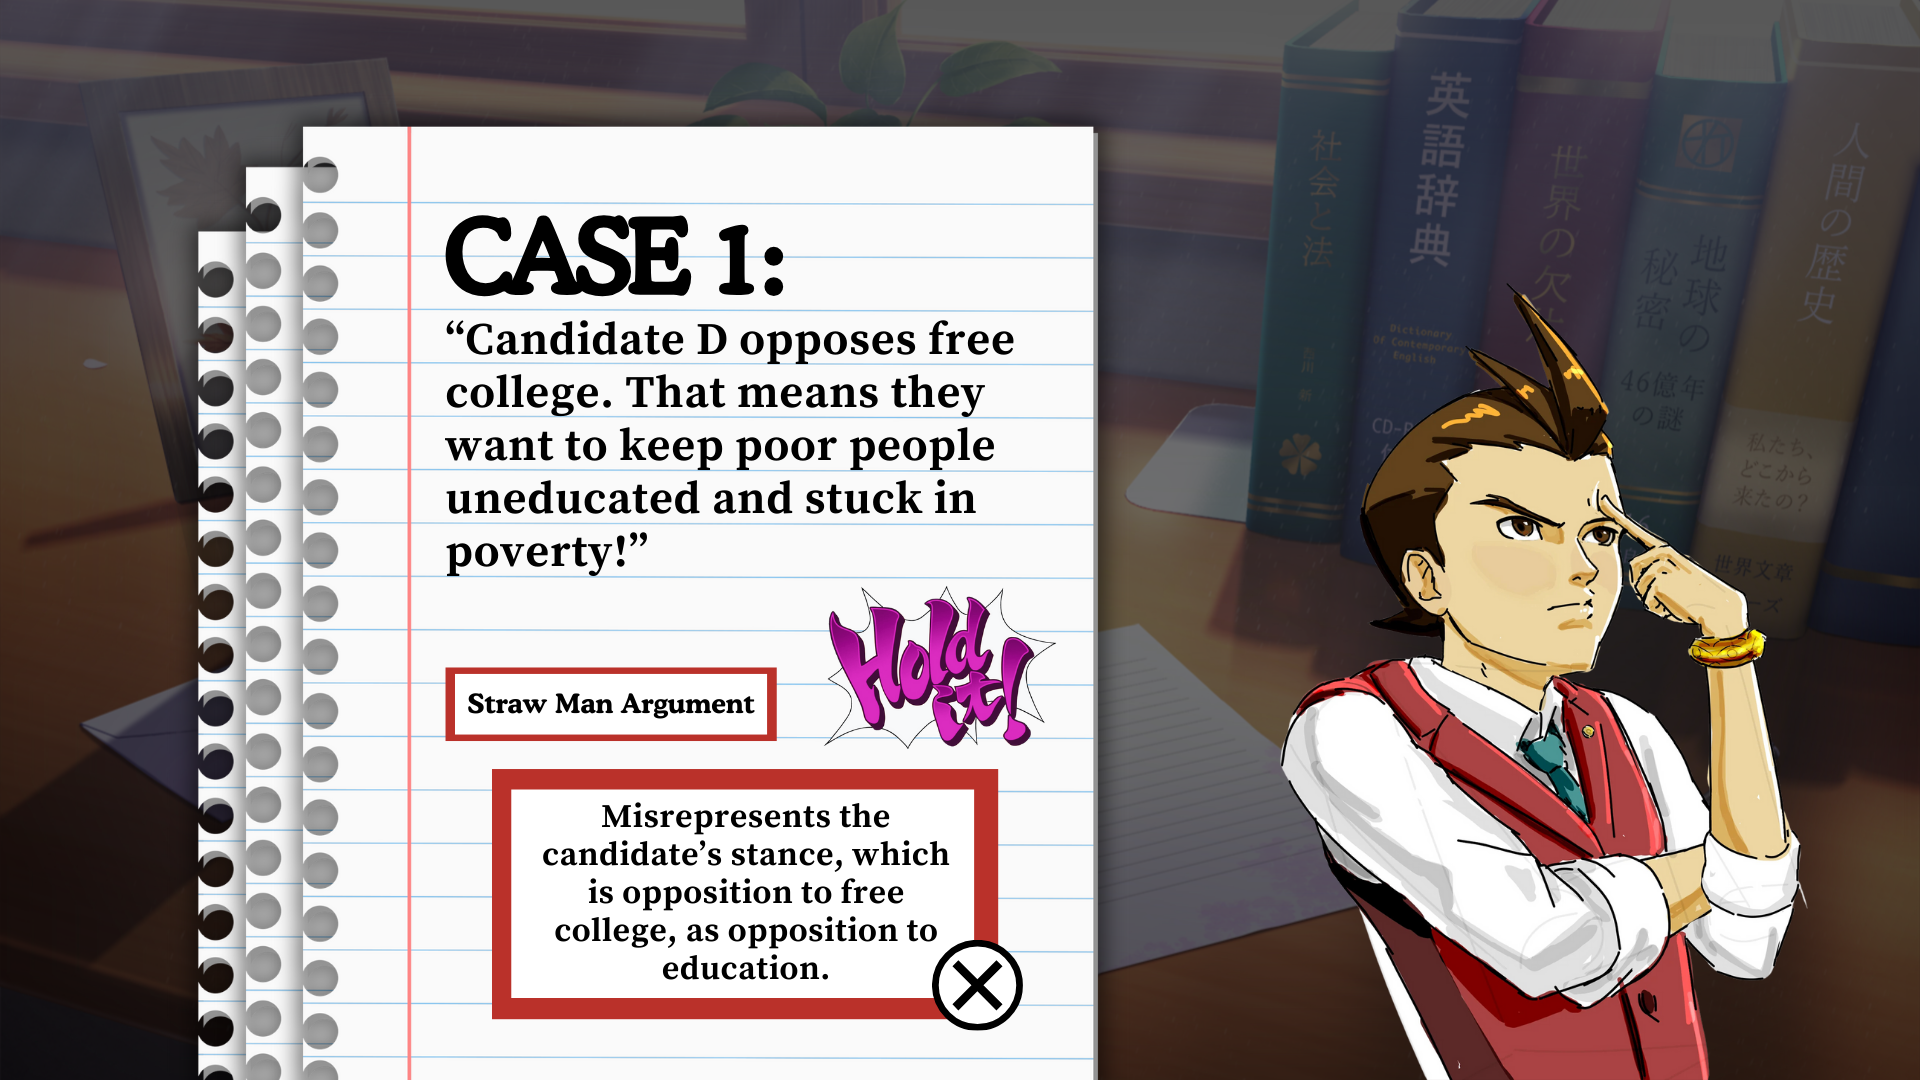 CASE 1:
“Candidate D opposes free
college. That means they
want to keep poor people
uneducated and stuck in
poverty!”
Hold
it!
Straw Man Argument
Misrepresents the
candidate’s stance, which
is opposition to free
college, as opposition to
education.
社会と法
英語辞典
Dictionary
Of Contemporary
English
世界の欠
地球の
秘密
46億年
の謎
人間の歴史
私たち、
どこから
来たの?
世界文章